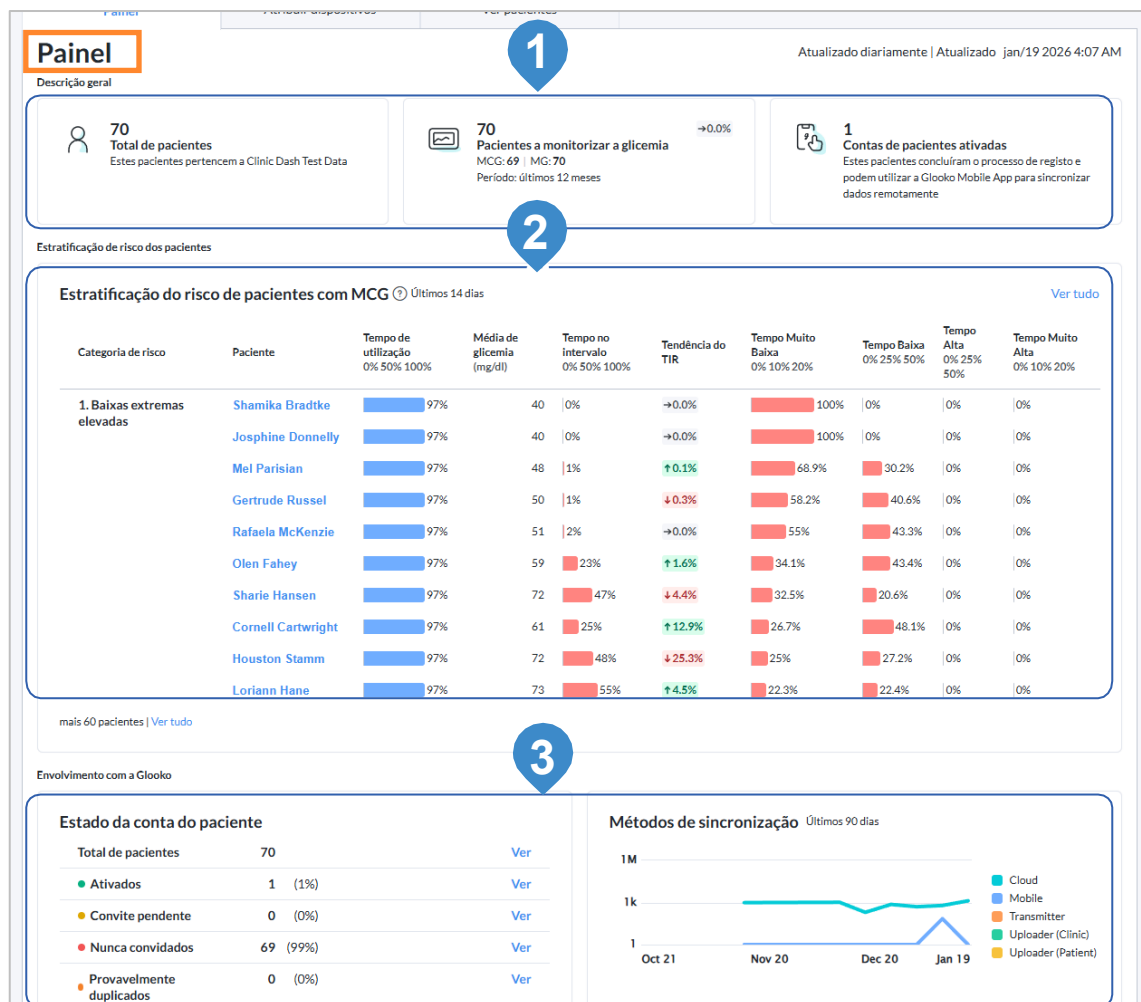 Painel
Atribuir dispositivos
Ver pacientes
1
Painel
Atualizado diariamente | Atualizado jan/19 2026 4:07 AM
Descrição geral
70
Total de pacientes
Estes pacientes pertencem a Clinic Dash Test Data
70
→0.0%
Pacientes a monitorizar a glicemia
MCG: 69 | MG: 70
Período: últimos 12 meses
1
Contas de pacientes ativadas
Estes pacientes concluíram o processo de registo e
podem utilizar a Glooko Mobile App para sincronizar
dados remotamente
2
Estratificação de risco dos pacientes
Estratificação do risco de pacientes com MCG ? Últimos 14 dias
Ver tudo
Categoria de risco
Paciente
Tempo de
utilização
0% 50% 100%
Média de
glicemia
(mg/dl)
Tempo no
intervalo
0% 50% 100%
Tendência do
TIR
Tempo Muito
Baixa
0% 10% 20%
Tempo Baixa
0% 25% 50%
Tempo
Alta
0% 25%
50%
Tempo Muito
Alta
0% 10% 20%
1. Baixas extremas
elevadas
Shamika Bradtke 97% 40 0% →0.0% 100% 0% 0% 0%
Josphine Donnelly 97% 40 0% →0.0% 100% 0% 0% 0%
Mel Parisian 97% 48 1% ↑0.1% 68.9% 30.2% 0% 0%
Gertrude Russel 97% 50 1% ↓0.3% 58.2% 40.6% 0% 0%
Rafaela McKenzie 97% 51 2% →0.0% 55% 43.3% 0% 0%
Olen Fahey 97% 59 23% ↑1.6% 34.1% 43.4% 0% 0%
Sharie Hansen 97% 72 47% ↓4.4% 32.5% 20.6% 0% 0%
Cornell Cartwright 97% 61 25% ↑12.9% 26.7% 48.1% 0% 0%
Houston Stamm 97% 72 48% ↓25.3% 25% 27.2% 0% 0%
Loriann Hane 97% 73 55% ↑4.5% 22.3% 22.4% 0% 0%
mais 60 pacientes | Ver tudo
3
Envolvimento com a Glooko
Estado da conta do paciente
Total de pacientes 70 Ver
Ativados 1 (1%) Ver
Convite pendente 0 (0%) Ver
Nunca convidados 69 (99%) Ver
Provavelmente 0 (0%) Ver
duplicados
Métodos de sincronização Últimos 90 dias
1M
1k
1
Oct 21 Nov 20 Dec 20 Jan 19
Cloud
Mobile
Transmitter
Uploader (Clinic)
Uploader (Patient)